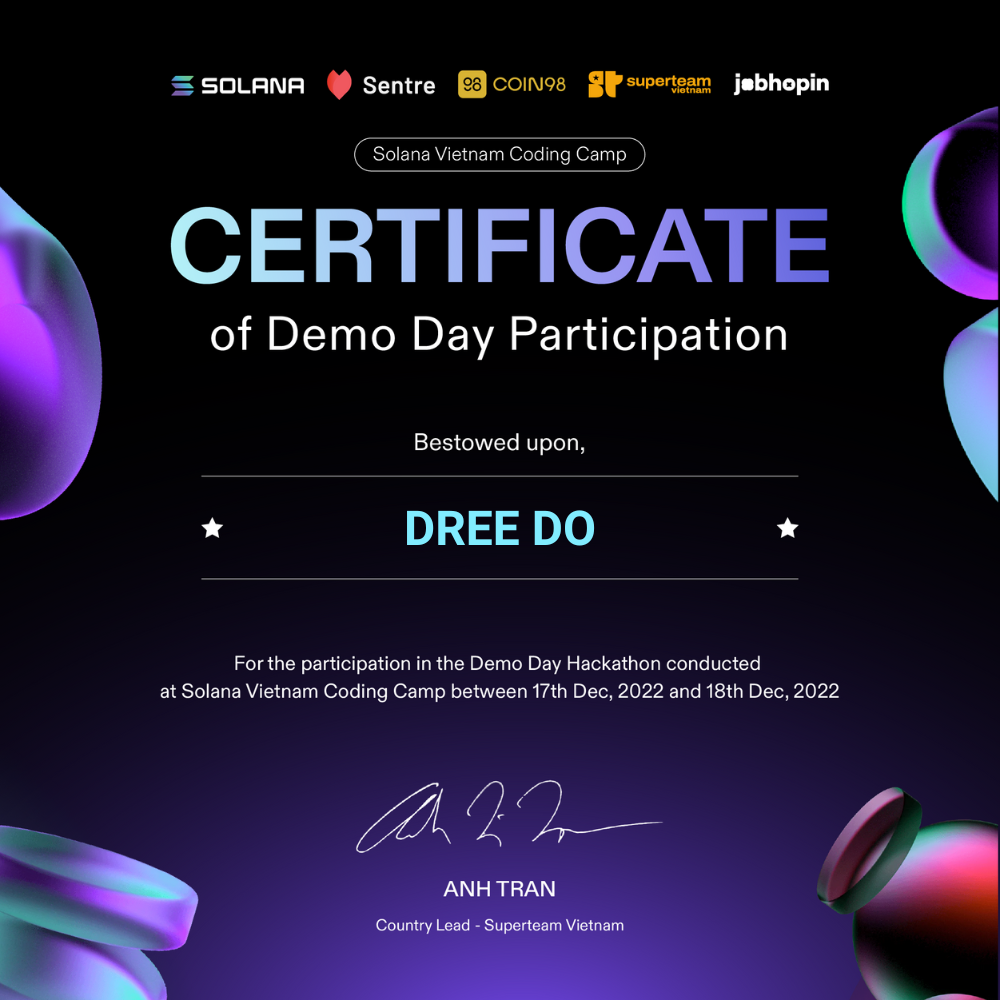 SOLANA Sentre 98 COIN98 superteam vietnam jobhopin
Solana Vietnam Coding Camp
CERTIFICATE
of Demo Day Participation
Bestowed upon,
DREE DO
For the participation in the Demo Day Hackathon conducted
at Solana Vietnam Coding Camp between 17th Dec, 2022 and 18th Dec, 2022
ANH TRAN
Country Lead - Superteam Vietnam